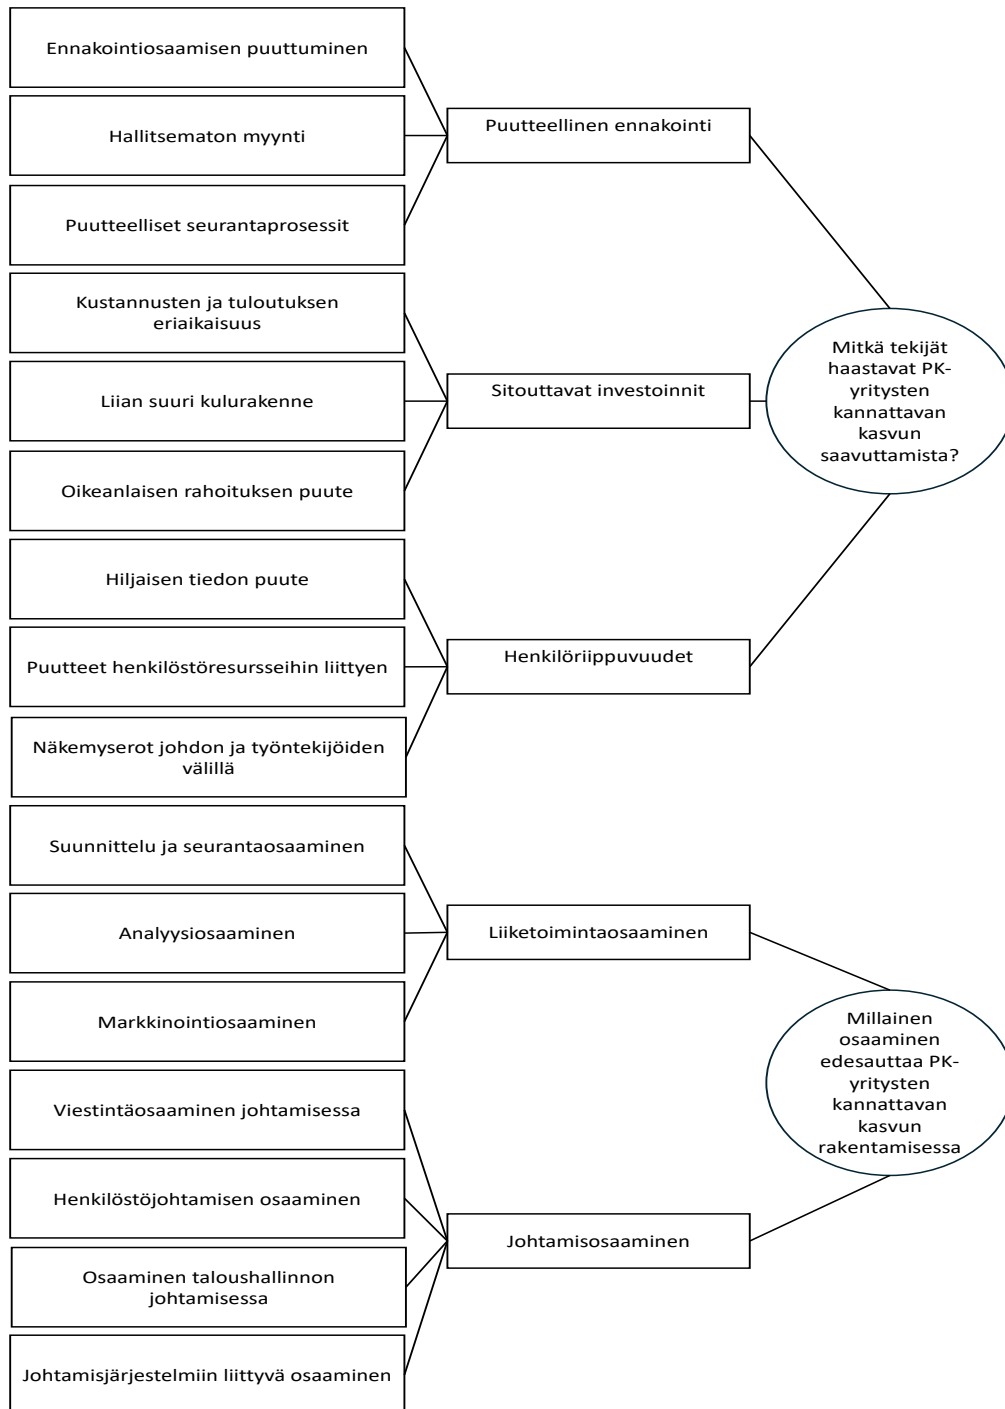 Ennakointiosaamisen puuttuminen
Hallitsematon myynti
Puutteelliset seurantaprosessit
Puutteellinen ennakointi
Kustannusten ja tuloutuksen
eriaikaisuus
Liian suuri kulurakenne
Oikeanlaisen rahoituksen puute
Sitouttavat investoinnit
Hiljaisen tiedon puute
Puutteet henkilöstöresursseihin liittyen
Näkemyserot johdon ja työntekijöiden
välillä
Henkilöriippuvuudet
Mitkä tekijät
haastavat PK-
yritysten
kannattavan
kasvun
saavuttamista?
Suunnittelu ja seurantaosaaminen
Analyysiosaaminen
Markkinointiosaaminen
Liiketoimintaosaaminen
Viestintäosaaminen johtamisessa
Henkilöstöjohtamisen osaaminen
Osaaminen taloushallinnon
johtamisessa
Johtamisjärjestelmiin liittyvä osaaminen
Johtamisosaaminen
Millainen
osaaminen
edesauttaa PK-
yritysten
kannattavan
kasvun
rakentamisessa